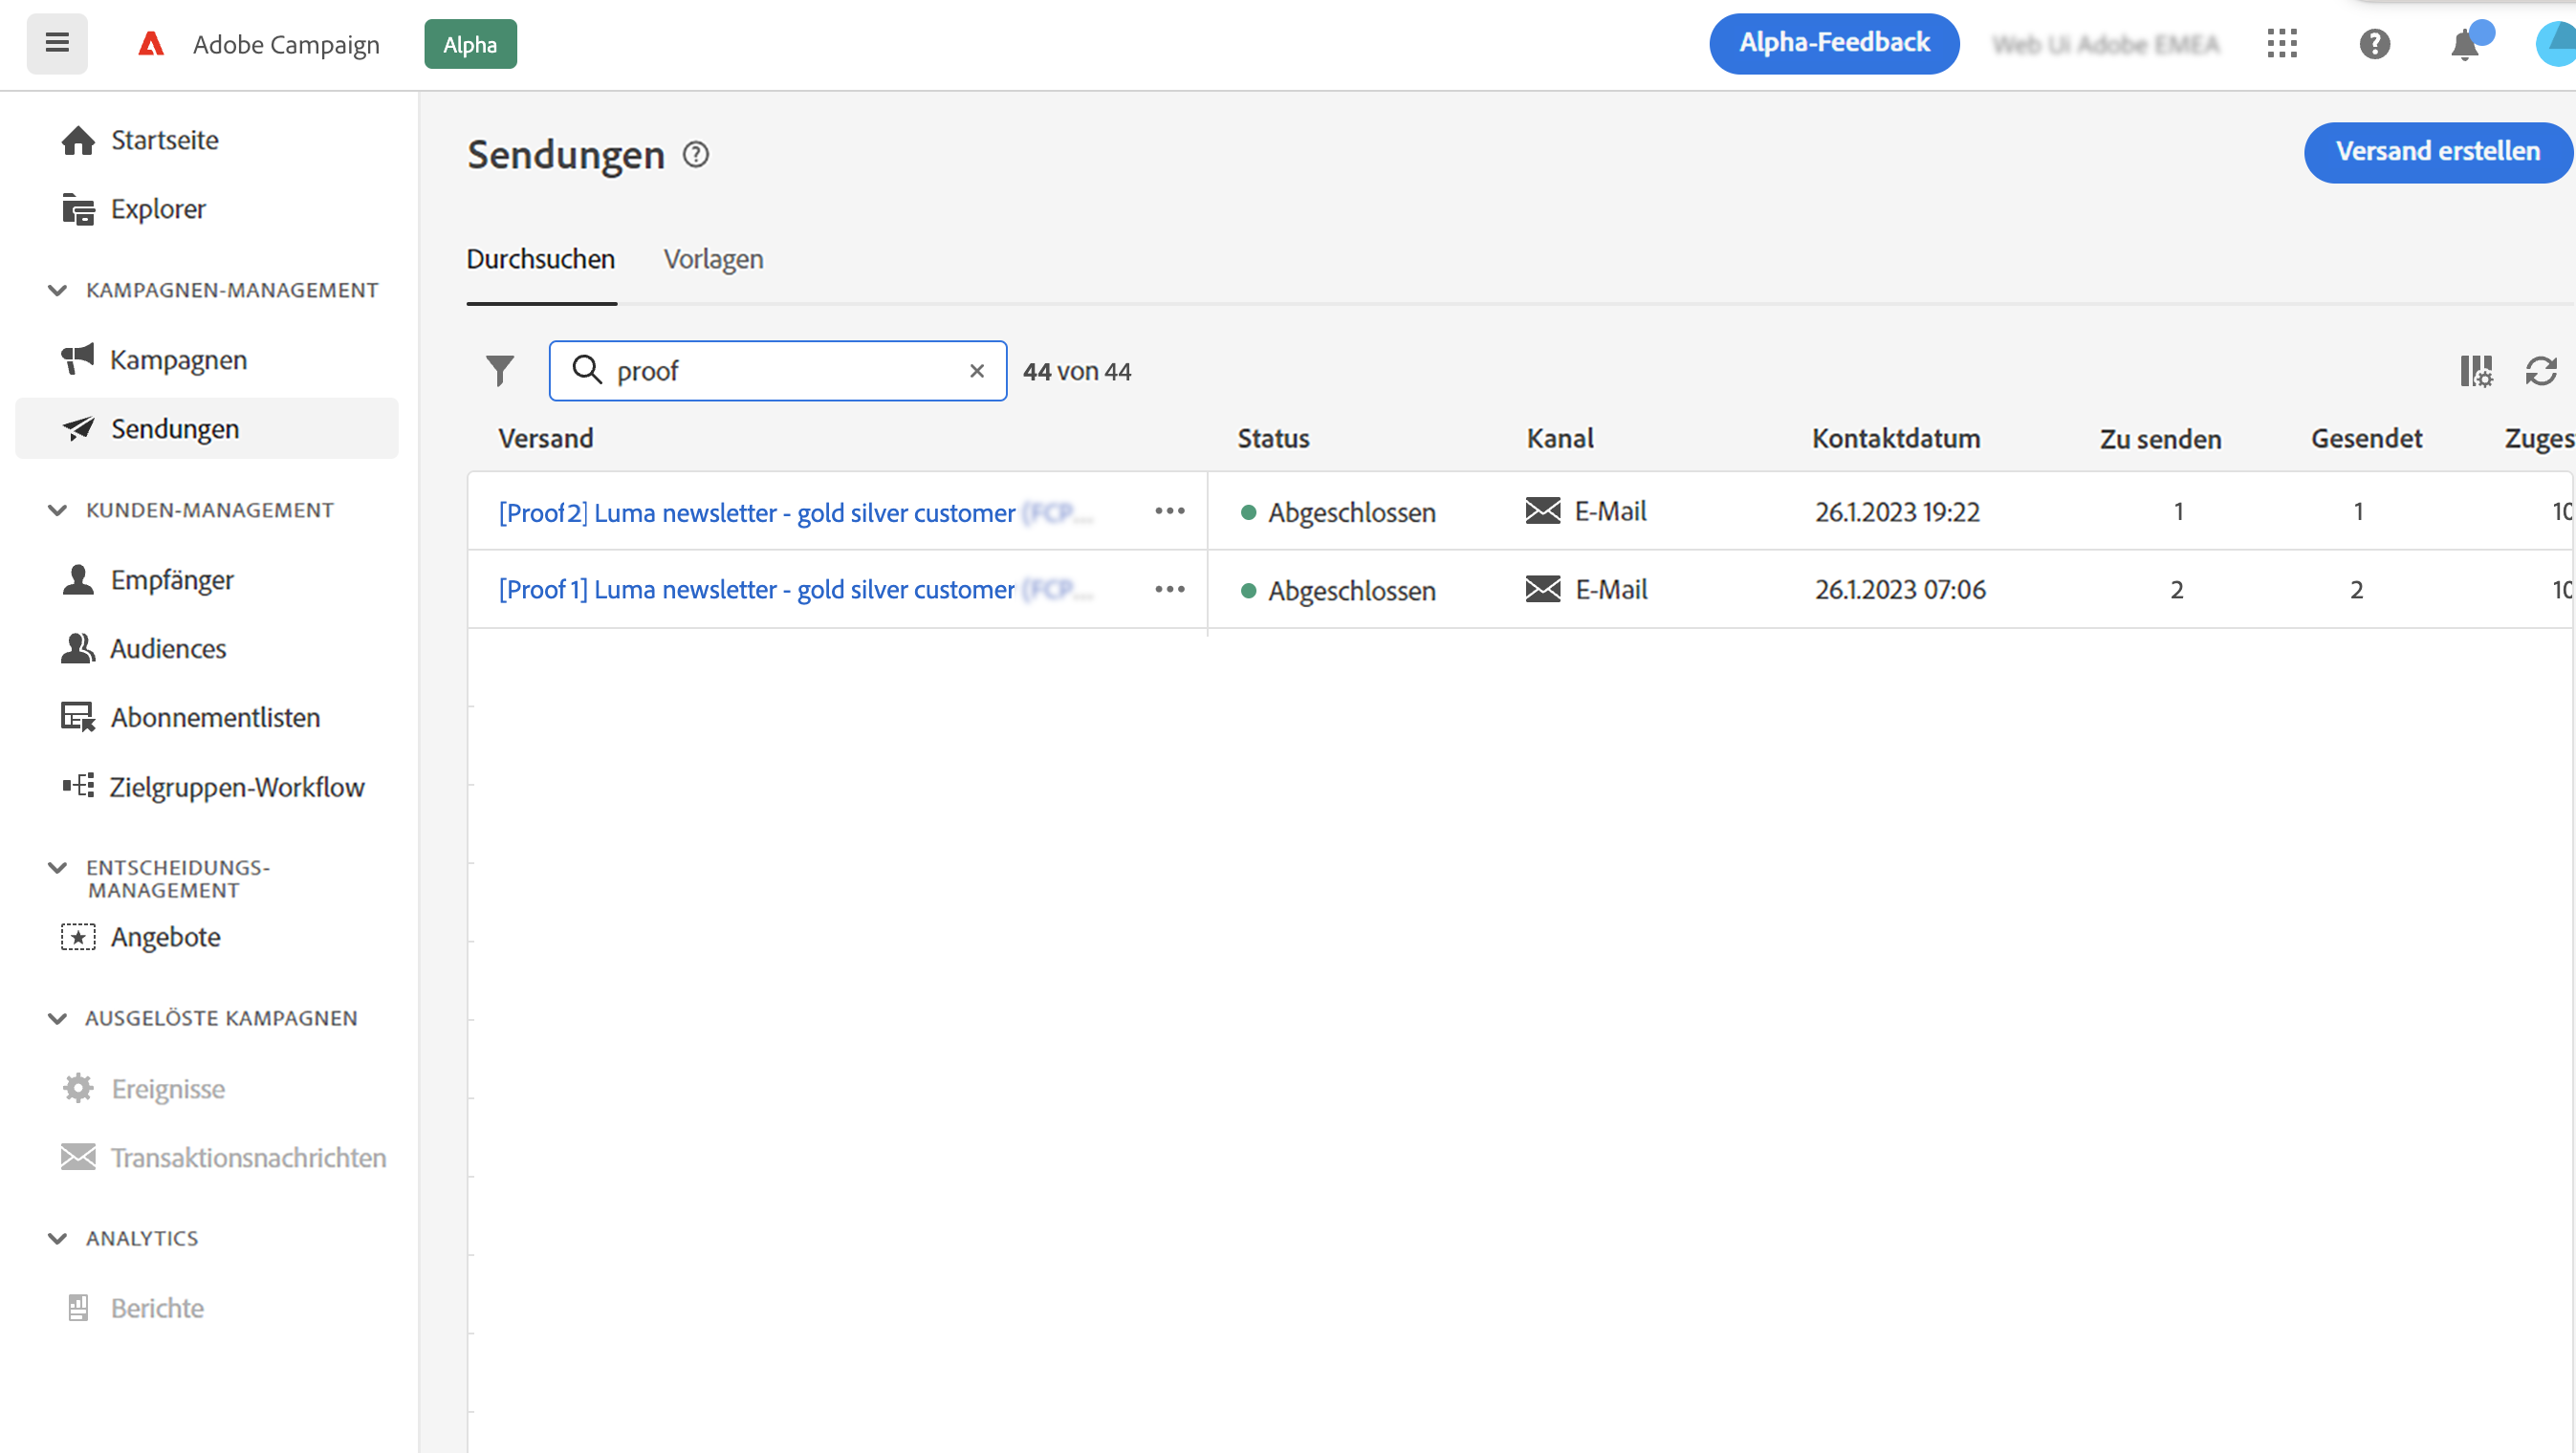 Adobe Campaign
Alpha
Alpha-Feedback
Startseite
Explorer
KAMPAGNEN-MANAGEMENT
Kampagnen
Sendungen
KUNDEN-MANAGEMENT
Empfänger
Audiences
Abonnementlisten
Zielgruppen-Workflow
ENTSCHEIDUNGS-
MANAGEMENT
Angebote
AUSGELÖSTE KAMPAGNEN
Ereignisse
Transaktionsnachrichten
ANALYTICS
Berichte
Sendungen
Versand erstellen
Durchsuchen Vorlagen
proof 44 von 44
Versand Status Kanal Kontaktdatum Zu senden Gesendet Zuges
[Proof 2] Luma newsletter - gold silver customer Abgeschlossen E-Mail 26.1.2023 19:22 1 1 10
[Proof 1] Luma newsletter - gold silver customer Abgeschlossen E-Mail 26.1.2023 07:06 2 2 10